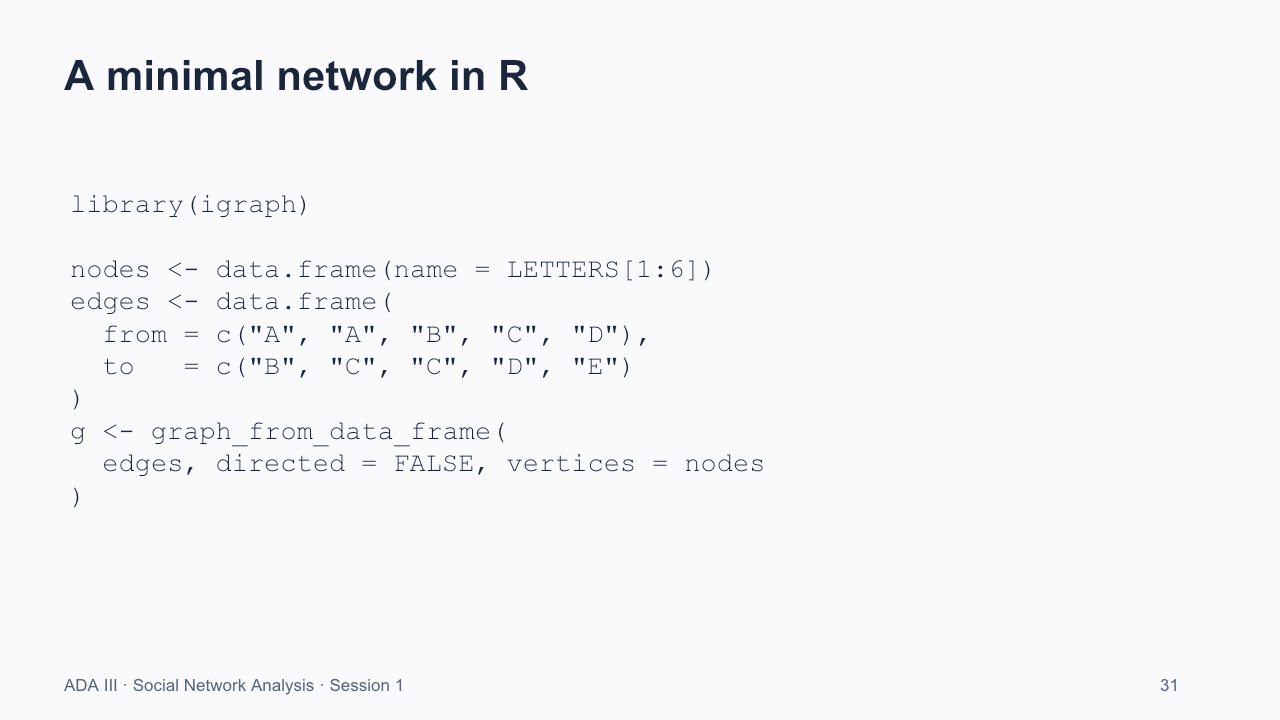 A minimal network in R
library(igraph)
nodes <- data.frame(name = LETTERS[1:6])
edges <- data.frame(
  from = c("A", "A", "B", "C", "D"),
  to   = c("B", "C", "C", "D", "E")
)
g <- graph_from_data_frame(
  edges, directed = FALSE, vertices = nodes
)
ADA III · Social Network Analysis · Session 1
31